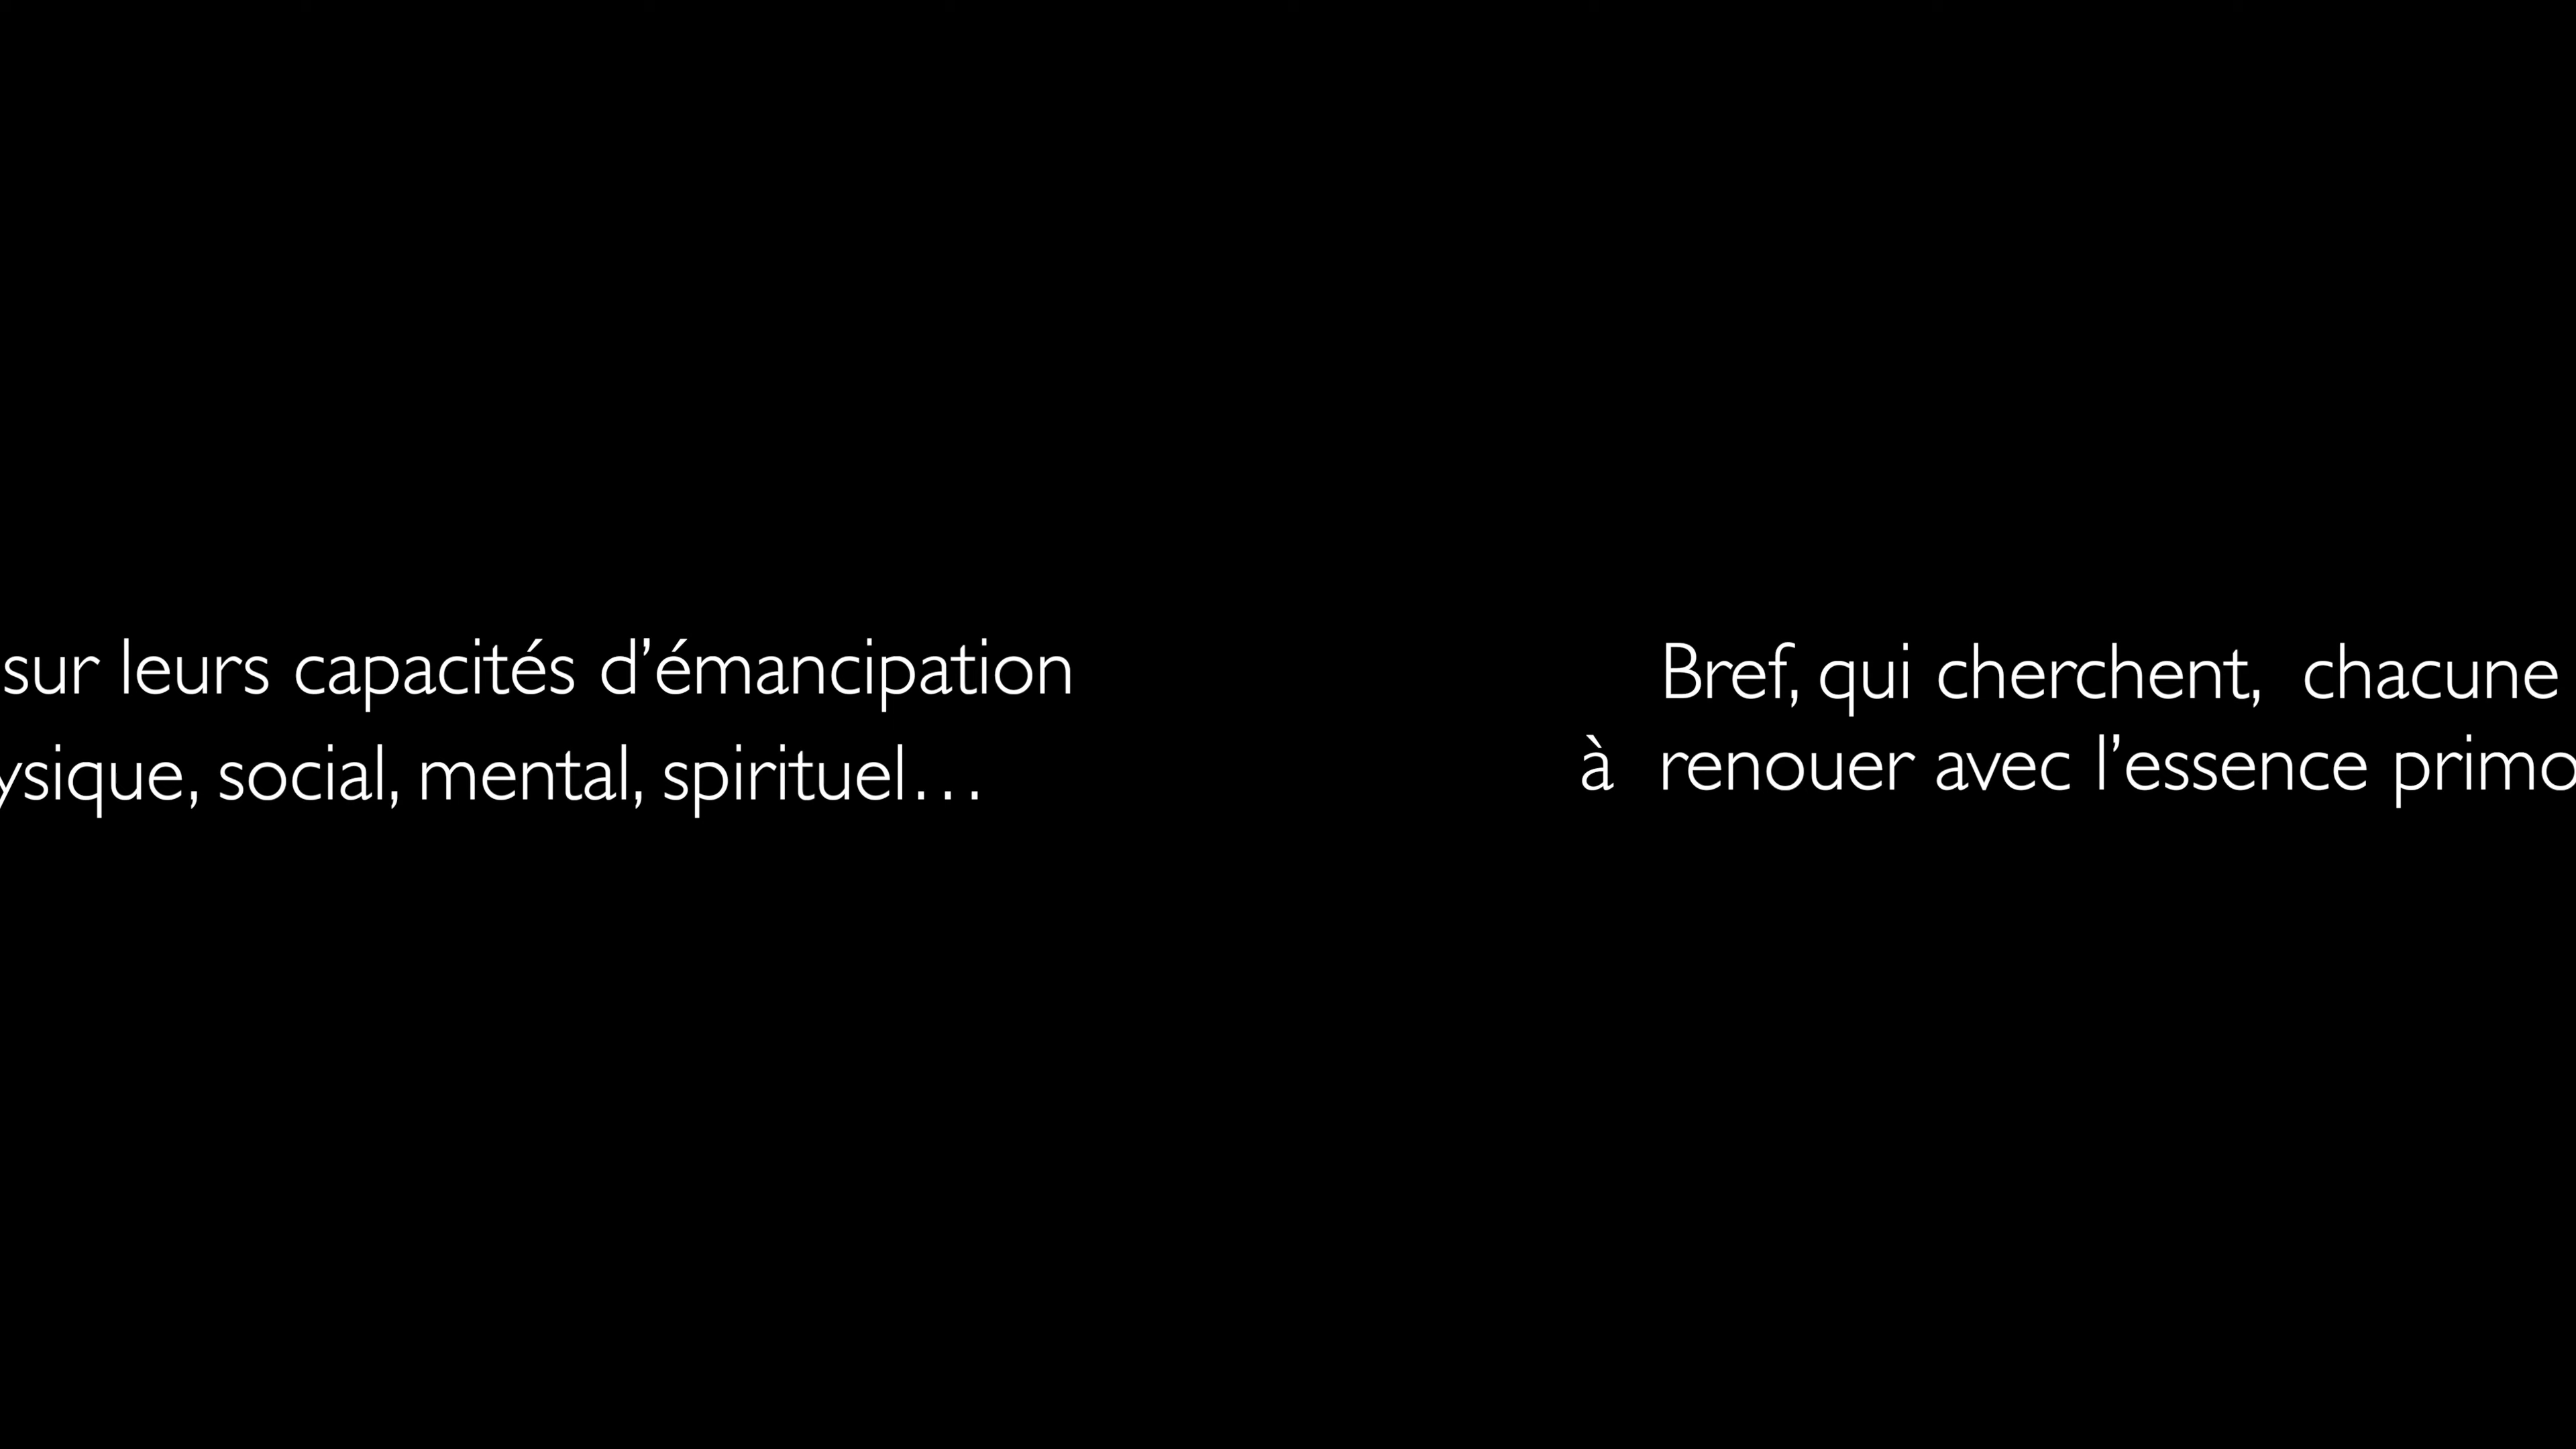 sur leurs capacités d’émancipation
ysique, social, mental, spirituel…
Bref, qui cherchent, chacune
à renouer avec l’essence primo